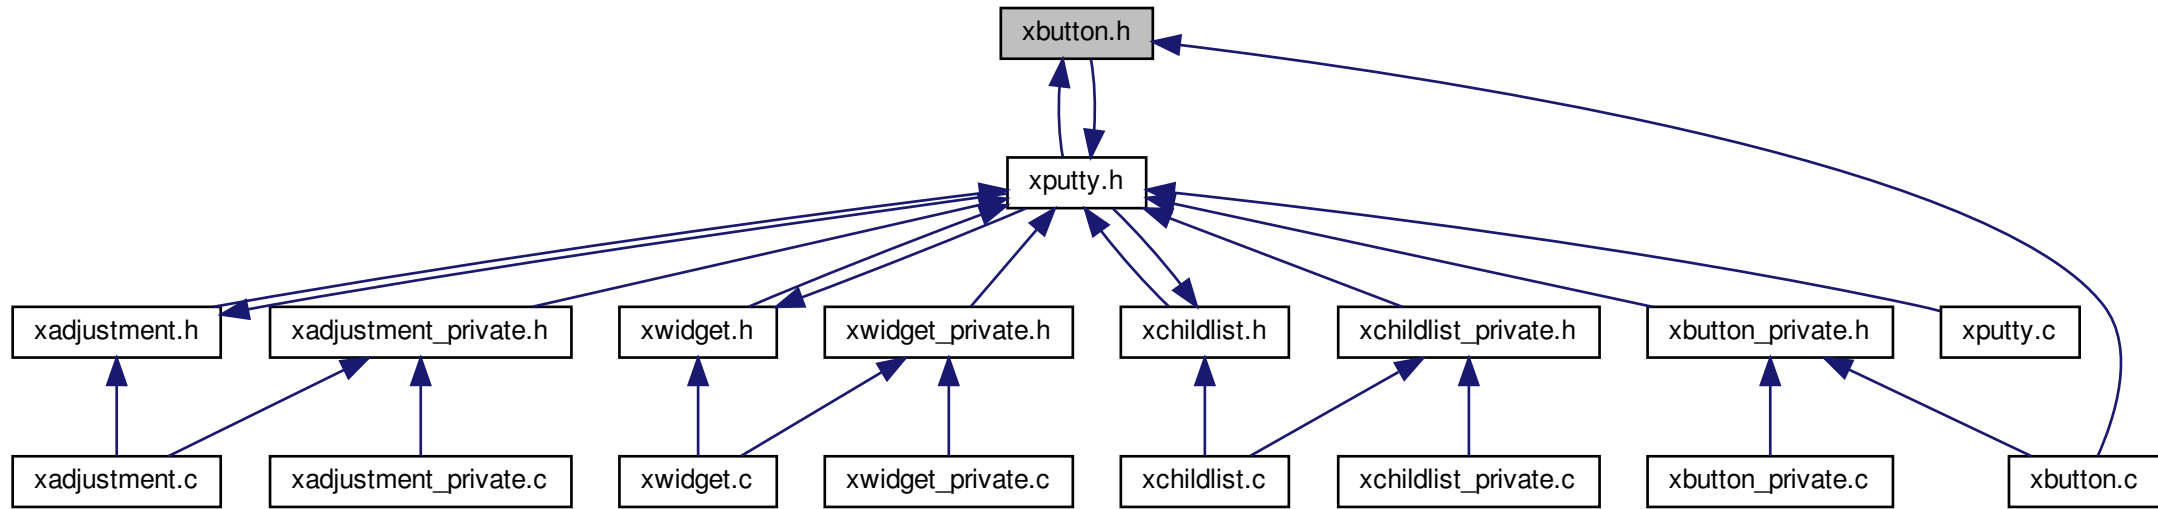 xbutton.h
xputty.h
xadjustment.h
xadjustment_private.h
xwidget.h
xwidget_private.h
xchildlist.h
xchildlist_private.h
xbutton_private.h
xputty.c
xadjustment.c
xadjustment_private.c
xwidget.c
xwidget_private.c
xchildlist.c
xchildlist_private.c
xbutton_private.c
xbutton.c